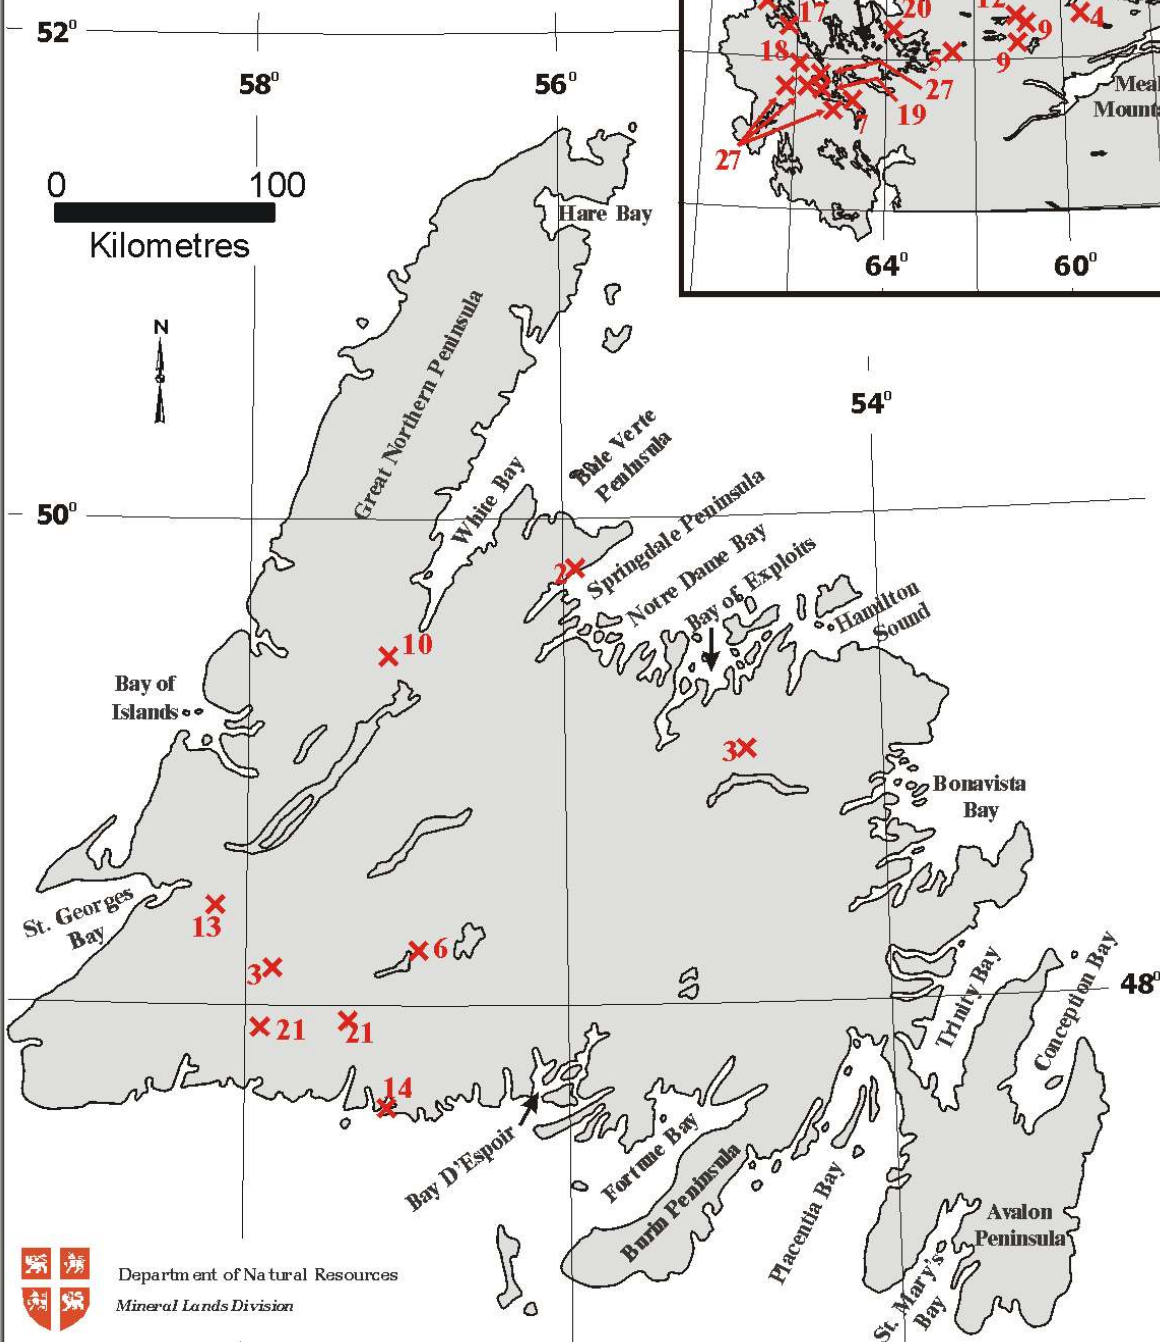 52°
58°
56°
0 100
Kilometres
N
17
20
12
9
4
18
5
9
27
19
7
27
64°
60°
Hare Bay
Great Northern Peninsula
54°
50°
White Bay
Baie Verte
Peninsula
Springdale Peninsula
Notre Dame Bay
Bay of Exploits
Hamilton
Sound
2
10
Bay of
Islands
3
Bonavista
Bay
St. Georges
Bay
13
3
6
21
21
14
48°
Trinity Bay
Conception Bay
Bay D'Espoir
Fortune Bay
Burin Peninsula
Placentia Bay
Avalon
Peninsula
St. Mary's
Bay
Department of Natural Resources
Mineral Lands Division